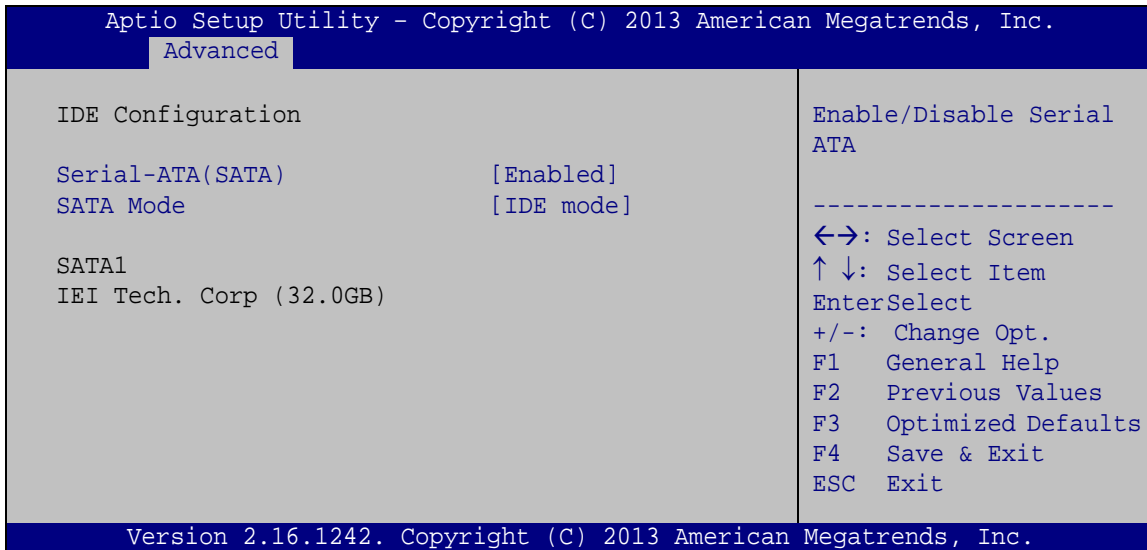 Aptio Setup Utility – Copyright (C) 2013 American Megatrends, Inc.
Advanced
IDE Configuration
Serial-ATA(SATA) [Enabled]
SATA Mode [IDE mode]
SATA1
IEI Tech. Corp (32.0GB)
Enable/Disable Serial
ATA
---------------------
←→: Select Screen
↑ ↓: Select Item
EnterSelect
+/-: Change Opt.
F1 General Help
F2 Previous Values
F3 Optimized Defaults
F4 Save & Exit
ESC Exit
Version 2.16.1242. Copyright (C) 2013 American Megatrends, Inc.